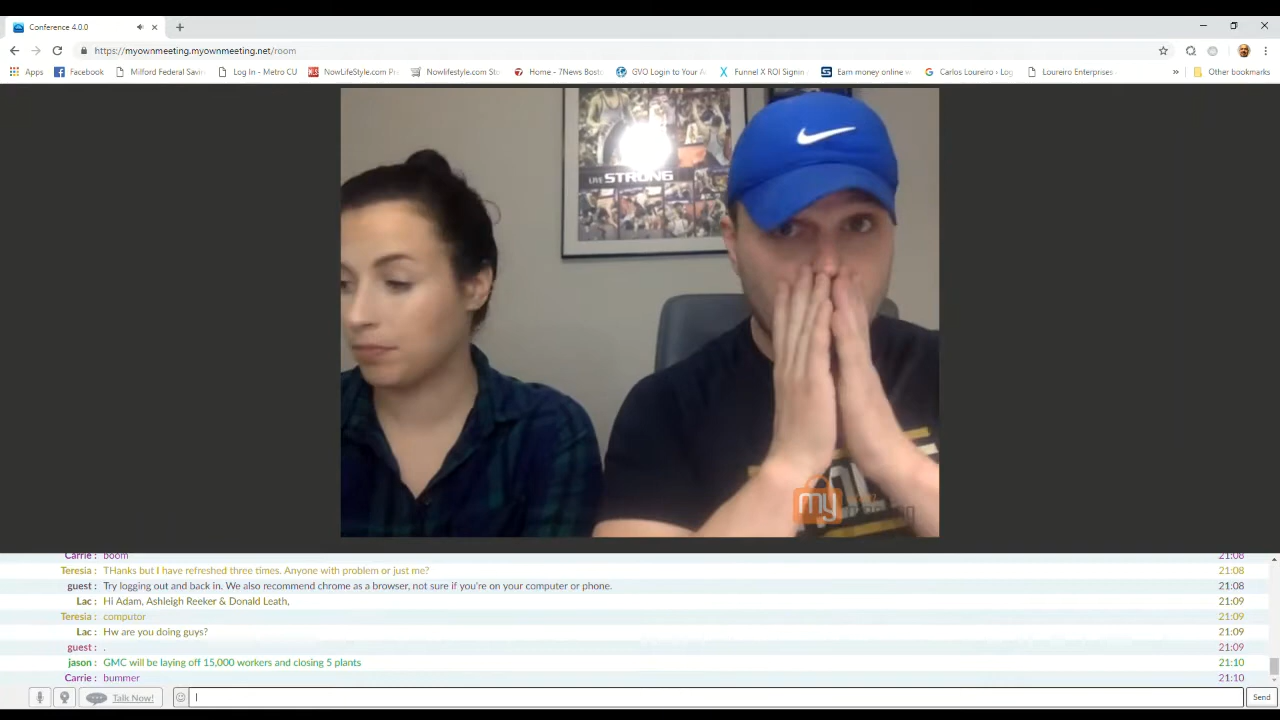 Conference 4.0.0
https://myownmeeting.myownmeeting.net/room
Apps Facebook Milford Federal Savi Log In - Metro CU NowLifeStyle.com Pr Nowlifestyle.com Sto Home - 7News Bosto GVO Login to Your A Funnel X ROI Signin Earn money online w Carlos Loureiro › Log Loureiro Enterprises » Other bookmarks
LIVESTRONG
my
Carrie : boom 21:08
Teresia : THanks but I have refreshed three times. Anyone with problem or just me? 21:08
guest : Try logging out and back in. We also recommend chrome as a browser, not sure if you're on your computer or phone. 21:08
Lac : Hi Adam, Ashleigh Reeker & Donald Leath, 21:09
Teresia : computor 21:09
Lac : Hw are you doing guys? 21:09
guest : . 21:09
jason : GMC will be laying off 15,000 workers and closing 5 plants 21:10
Carrie : bummer 21:10
Talk Now! Send